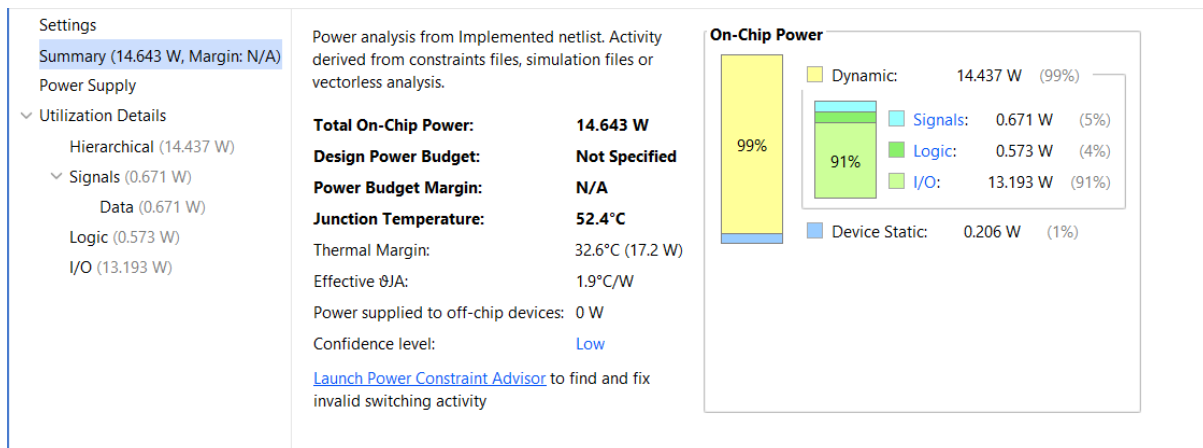 Settings
Summary (14.643 W, Margin: N/A)
Power Supply
Utilization Details
Hierarchical (14.437 W)
Signals (0.671 W)
Data (0.671 W)
Logic (0.573 W)
I/O (13.193 W)
Power analysis from Implemented netlist. Activity
derived from constraints files, simulation files or
vectorless analysis.
Total On-Chip Power: 14.643 W
Design Power Budget: Not Specified
Power Budget Margin: N/A
Junction Temperature: 52.4°C
Thermal Margin: 32.6°C (17.2 W)
Effective ϑJA: 1.9°C/W
Power supplied to off-chip devices: 0 W
Confidence level: Low
Launch Power Constraint Advisor to find and fix
invalid switching activity
On-Chip Power
Dynamic: 14.437 W (99%)
Signals: 0.671 W (5%)
99%
91%
Logic: 0.573 W (4%)
I/O: 13.193 W (91%)
Device Static: 0.206 W (1%)